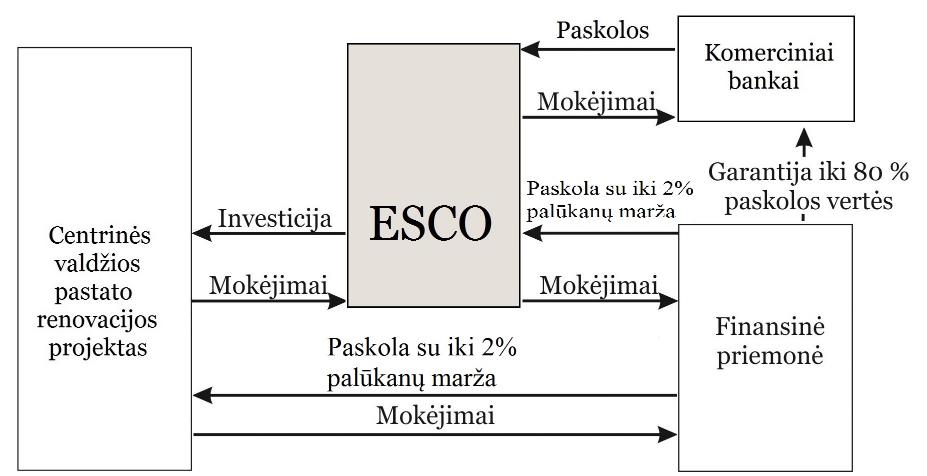 Paskolos
Komerciniai
bankai
Mokėjimai
Garantija iki 80 %
paskolos vertės
Paskola su iki 2%
palūkanų marža
Investicija
ESCO
Centrinės
valdžios
pastato
renovacijos
projektas
Mokėjimai
Mokėjimai
Finansinė
priemonė
Paskola su iki 2%
palūkanų marža
Mokėjimai